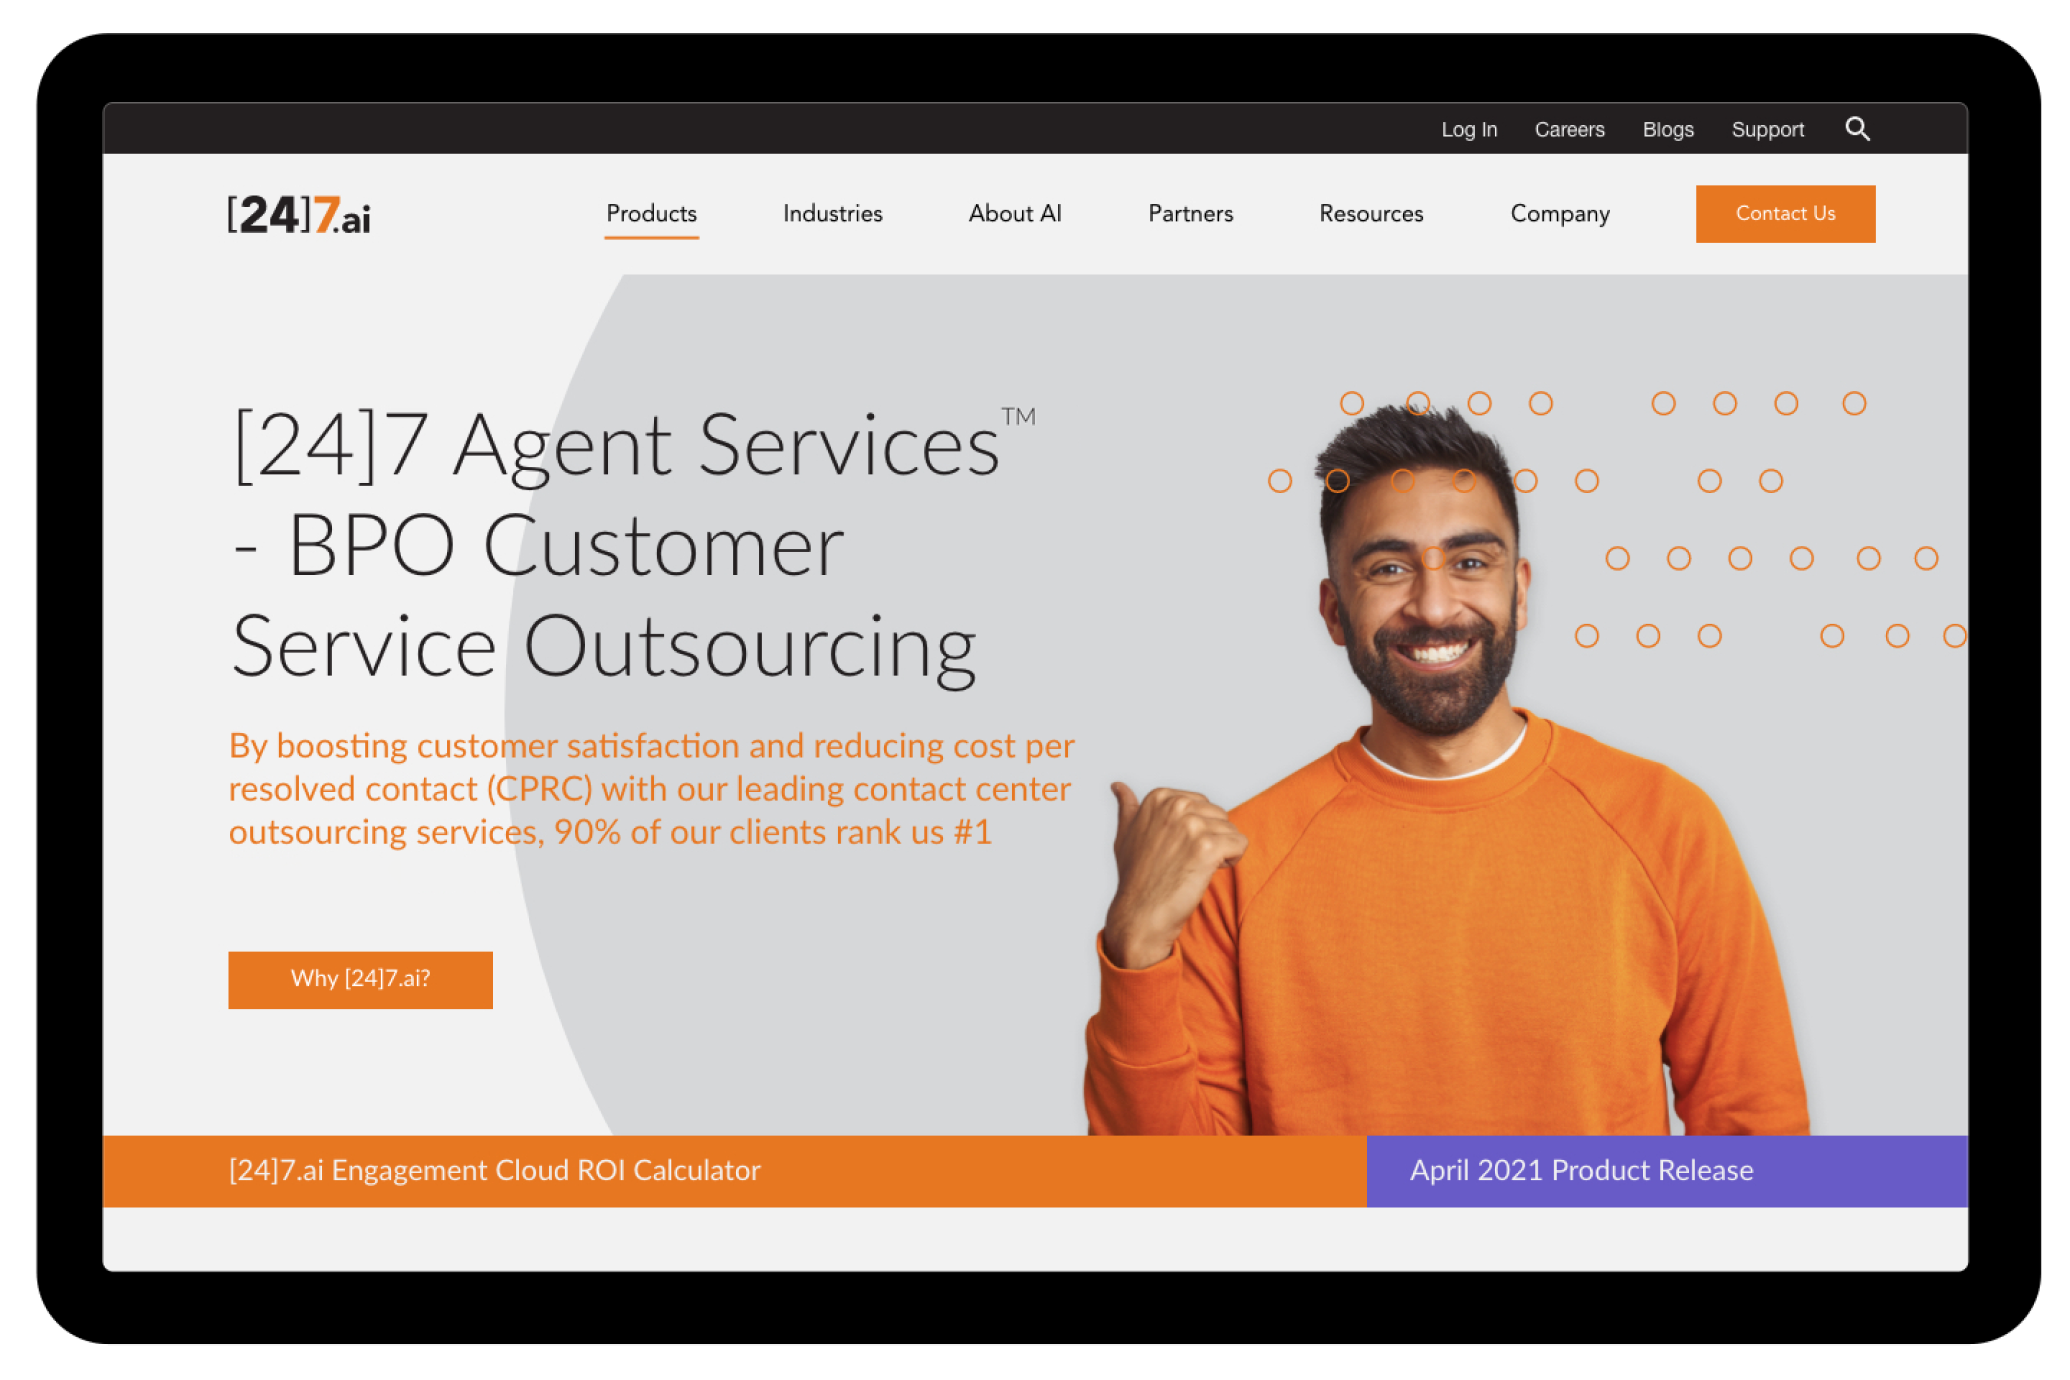 Log In Careers Blogs Support
[24]7.ai Products Industries About AI Partners Resources Company Contact Us
[24]7 Agent Services™
- BPO Customer
Service Outsourcing
By boosting customer satisfaction and reducing cost per
resolved contact (CPRC) with our leading contact center
outsourcing services, 90% of our clients rank us #1
Why [24]7.ai?
[24]7.ai Engagement Cloud ROI Calculator April 2021 Product Release